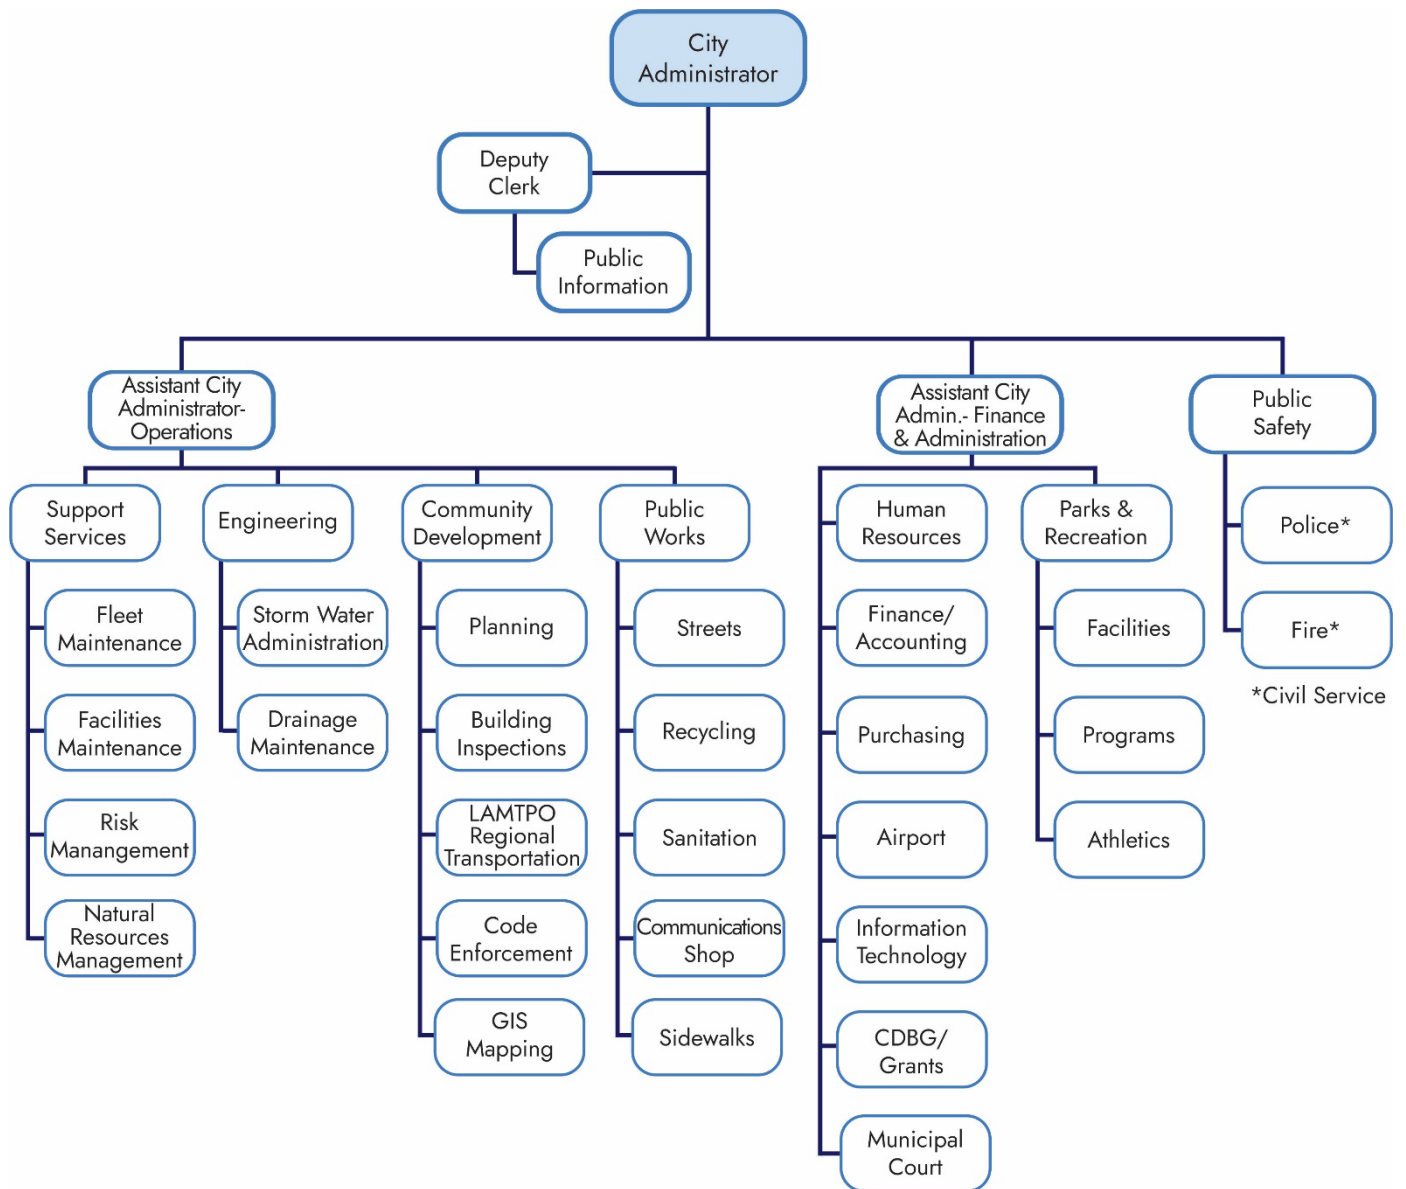 City
Administrator
Deputy
Clerk
Public
Information
Assistant City
Administrator-
Operations
Assistant City
Admin.- Finance
& Administration
Public
Safety
Support
Services
Fleet
Maintenance
Facilities
Maintenance
Risk
Manangement
Natural
Resources
Management
Engineering
Storm Water
Administration
Drainage
Maintenance
Community
Development
Planning
Building
Inspections
LAMTPO
Regional
Transportation
Code
Enforcement
GIS
Mapping
Public
Works
Streets
Recycling
Sanitation
Communications
Shop
Sidewalks
Human
Resources
Finance/
Accounting
Purchasing
Airport
Information
Technology
CDBG/
Grants
Municipal
Court
Parks &
Recreation
Facilities
Programs
Athletics
Police*
Fire*
*Civil Service